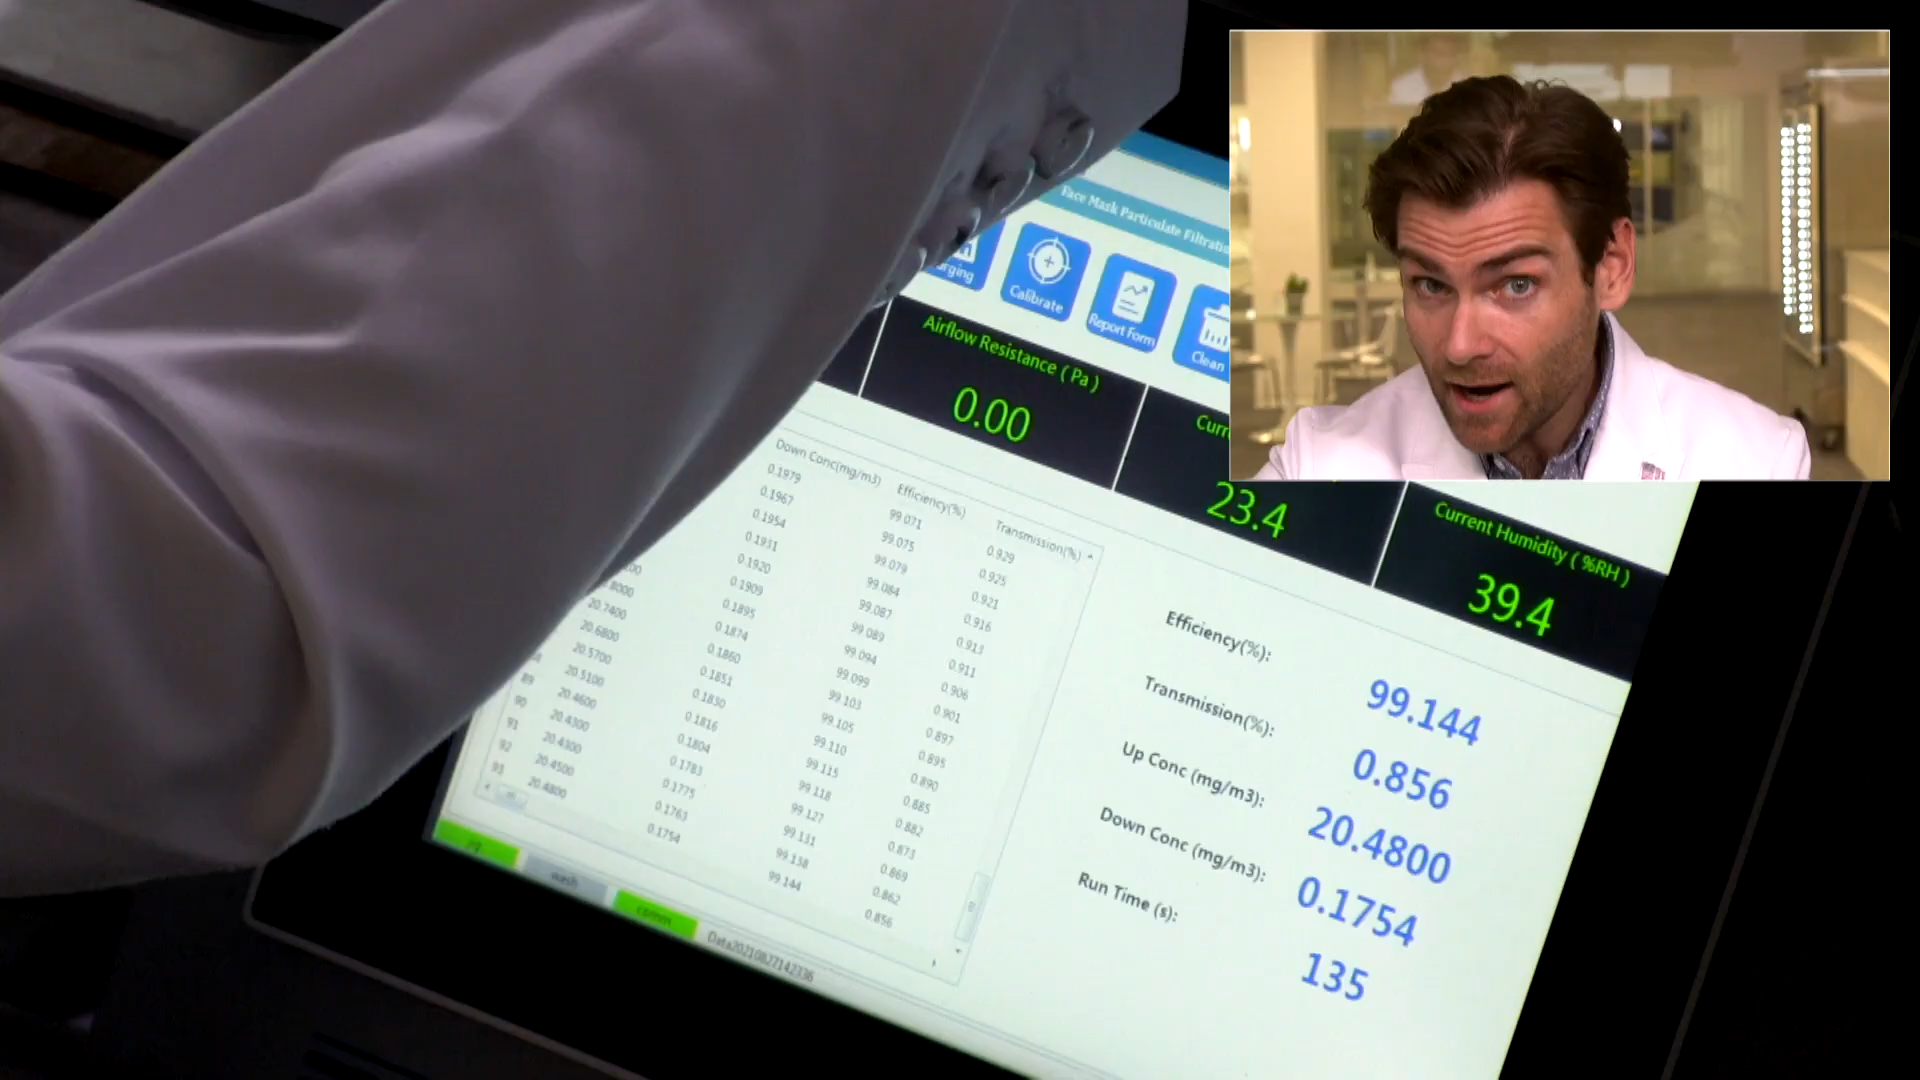 Face Mask Particulate
Calibrate
Report Form
Clean
Airflow Resistance ( Pa )
0.00
23.4
Current Humidity ( %RH )
39.4
Down Conc(mg/m3) Efficiency(%) Transmission(%)
0.1979 99.071 0.929
0.1967 99.075 0.925
0.1954 99.079 0.921
0.1931 99.084 0.916
0.1920 99.087 0.913
0.1909 99.089 0.911
0.1895 99.094 0.906
0.1874 99.099 0.901
20.7400 0.1860 99.103 0.897
20.6800 0.1851 99.105 0.895
20.5700 0.1830 99.110 0.890
20.5100 0.1816 99.115 0.885
89 20.4600 0.1804 99.118 0.882
90 20.4300 0.1783 99.127 0.873
91 20.4300 0.1775 99.131 0.869
92 20.4500 0.1763 99.138 0.862
93 20.4800 0.1754 99.144 0.856
Efficiency(%): 99.144
Transmission(%): 0.856
Up Conc (mg/m3): 20.4800
Down Conc (mg/m3): 0.1754
Run Time (s): 135
wash
comm
Data20210827142336